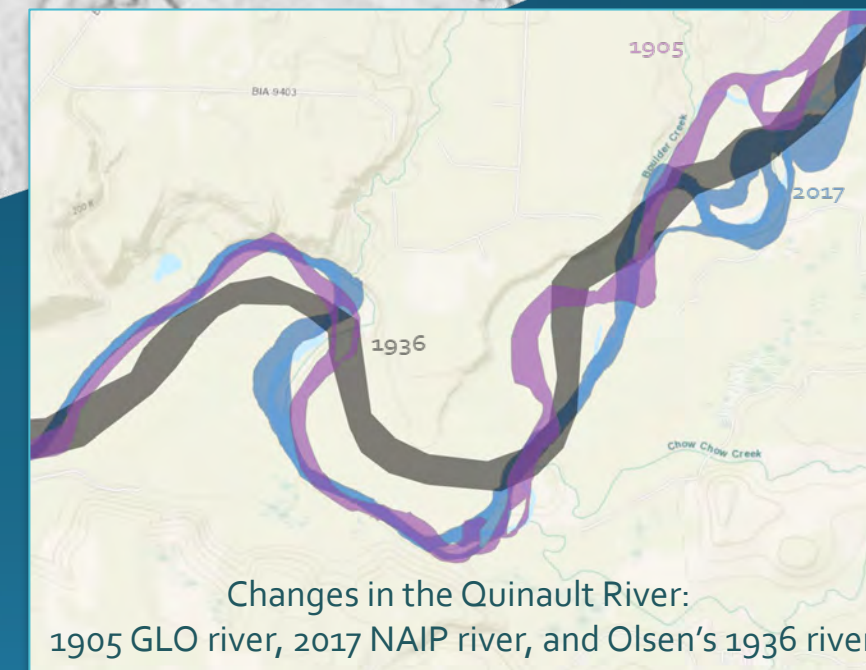 1905
BIA 9403
Boulder Creek
2017
1936
Chow Chow Creek
Changes in the Quinault River:
1905 GLO river, 2017 NAIP river, and Olsen's 1936 river